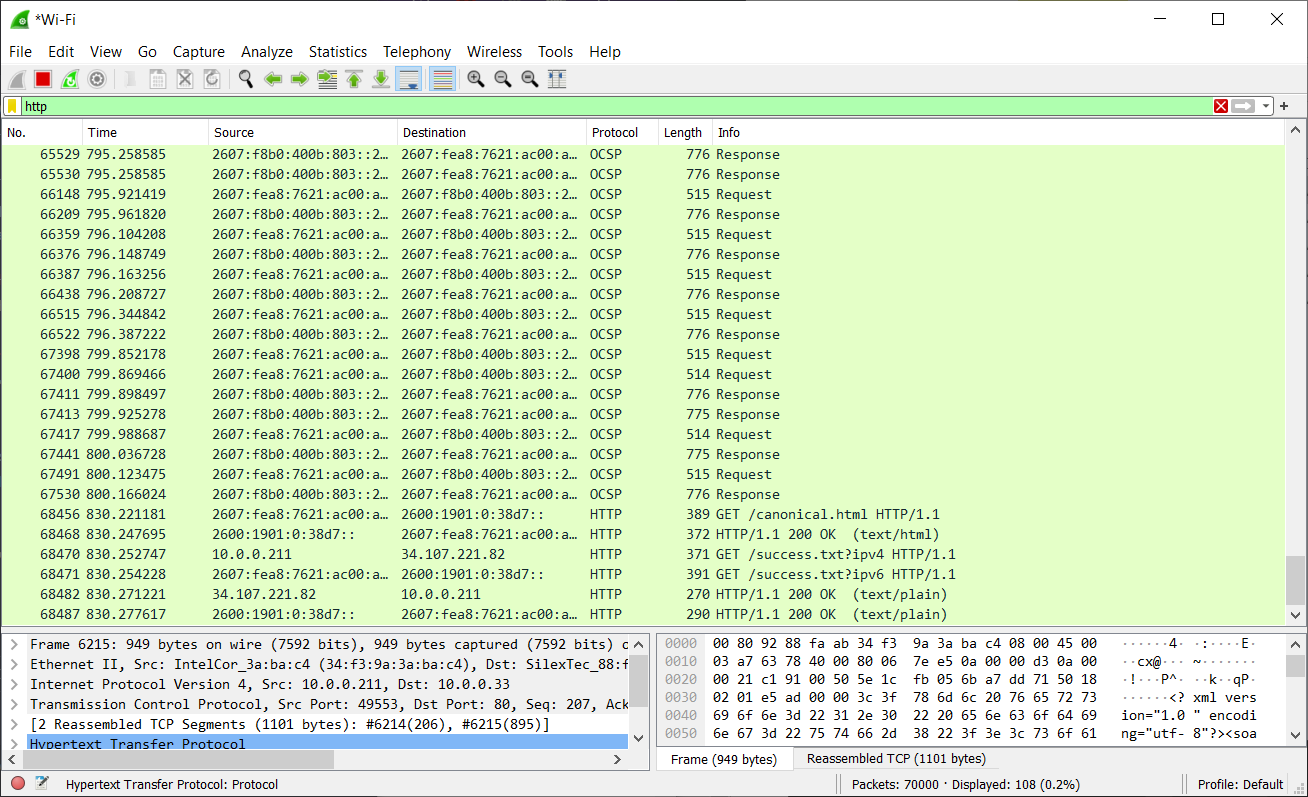 *Wi-Fi
File Edit View Go Capture Analyze Statistics Telephony Wireless Tools Help
http
No. Time Source Destination Protocol Length Info
65529 795.258585 2607:f8b0:400b:803::2… 2607:fea8:7621:ac00:a… OCSP 776 Response
65530 795.258585 2607:f8b0:400b:803::2… 2607:fea8:7621:ac00:a… OCSP 776 Response
66148 795.921419 2607:fea8:7621:ac00:a… 2607:f8b0:400b:803::2… OCSP 515 Request
66209 795.961820 2607:f8b0:400b:803::2… 2607:fea8:7621:ac00:a… OCSP 776 Response
66359 796.104208 2607:fea8:7621:ac00:a… 2607:f8b0:400b:803::2… OCSP 515 Request
66376 796.148749 2607:f8b0:400b:803::2… 2607:fea8:7621:ac00:a… OCSP 776 Response
66387 796.163256 2607:fea8:7621:ac00:a… 2607:f8b0:400b:803::2… OCSP 515 Request
66438 796.208727 2607:f8b0:400b:803::2… 2607:fea8:7621:ac00:a… OCSP 776 Response
66515 796.344842 2607:fea8:7621:ac00:a… 2607:f8b0:400b:803::2… OCSP 515 Request
66522 796.387222 2607:f8b0:400b:803::2… 2607:fea8:7621:ac00:a… OCSP 776 Response
67398 799.852178 2607:fea8:7621:ac00:a… 2607:f8b0:400b:803::2… OCSP 515 Request
67400 799.869466 2607:fea8:7621:ac00:a… 2607:f8b0:400b:803::2… OCSP 514 Request
67411 799.898497 2607:f8b0:400b:803::2… 2607:fea8:7621:ac00:a… OCSP 776 Response
67413 799.925278 2607:f8b0:400b:803::2… 2607:fea8:7621:ac00:a… OCSP 775 Response
67417 799.988687 2607:fea8:7621:ac00:a… 2607:f8b0:400b:803::2… OCSP 514 Request
67441 800.036728 2607:f8b0:400b:803::2… 2607:fea8:7621:ac00:a… OCSP 775 Response
67491 800.123475 2607:fea8:7621:ac00:a… 2607:f8b0:400b:803::2… OCSP 515 Request
67530 800.166024 2607:f8b0:400b:803::2… 2607:fea8:7621:ac00:a… OCSP 776 Response
68456 830.221181 2607:fea8:7621:ac00:a… 2600:1901:0:38d7:: HTTP 389 GET /canonical.html HTTP/1.1
68468 830.247695 2600:1901:0:38d7:: 2607:fea8:7621:ac00:a… HTTP 372 HTTP/1.1 200 OK (text/html)
68470 830.252747 10.0.0.211 34.107.221.82 HTTP 371 GET /success.txt?ipv4 HTTP/1.1
68471 830.254228 2607:fea8:7621:ac00:a… 2600:1901:0:38d7:: HTTP 391 GET /success.txt?ipv6 HTTP/1.1
68482 830.271221 34.107.221.82 10.0.0.211 HTTP 270 HTTP/1.1 200 OK (text/plain)
68487 830.277617 2600:1901:0:38d7:: 2607:fea8:7621:ac00:a… HTTP 290 HTTP/1.1 200 OK (text/plain)
Frame 6215: 949 bytes on wire (7592 bits), 949 bytes captured (7592 bits) o
Ethernet II, Src: IntelCor_3a:ba:c4 (34:f3:9a:3a:ba:c4), Dst: SilexTec_88:f
Internet Protocol Version 4, Src: 10.0.0.211, Dst: 10.0.0.33
Transmission Control Protocol, Src Port: 49553, Dst Port: 80, Seq: 207, Ack
[2 Reassembled TCP Segments (1101 bytes): #6214(206), #6215(895)]
Hypertext Transfer Protocol
0000 00 80 92 88 fa ab 34 f3 9a 3a ba c4 08 00 45 00 ······4· ·:····E·
0010 03 a7 63 78 40 00 80 06 7e e5 0a 00 00 d3 0a 00 ··cx@··· ~·······
0020 00 21 c1 91 00 50 5e 1c fb 05 6b a7 dd 71 50 18 ·!···P^· ··k··qP·
0030 02 01 e5 ad 00 00 3c 3f 78 6d 6c 20 76 65 72 73 ······<? xml vers
0040 69 6f 6e 3d 22 31 2e 30 22 20 65 6e 63 6f 64 69 ion="1.0 " encodi
0050 6e 67 3d 22 75 74 66 2d 38 22 3f 3e 3c 73 6f 61 ng="utf- 8"?><soa
Frame (949 bytes) Reassembled TCP (1101 bytes)
Hypertext Transfer Protocol: Protocol Packets: 70000 · Displayed: 108 (0.2%) Profile: Default